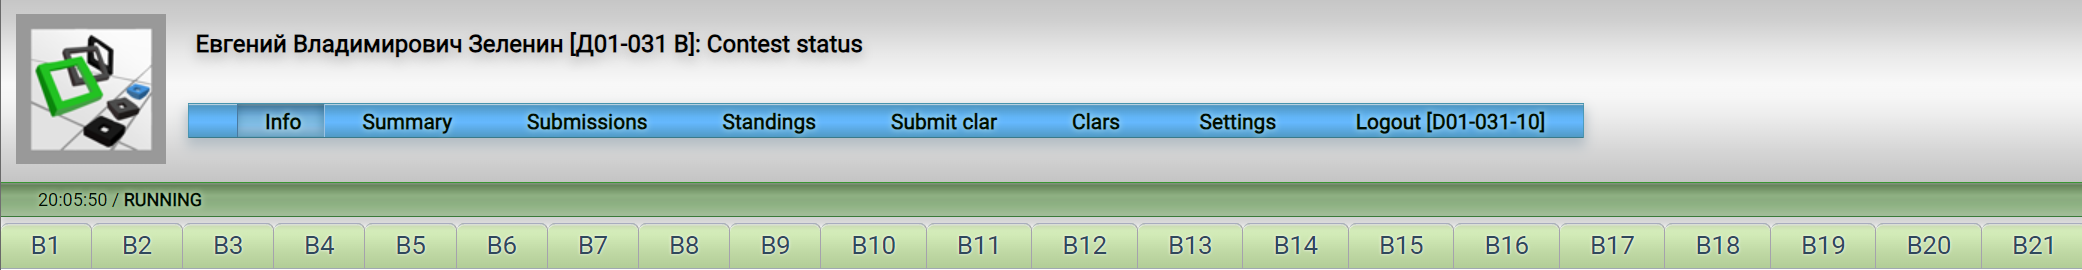 Евгений Владимирович Зеленин [Д01-031 B]: Contest status
Info Summary Submissions Standings Submit clar Clars Settings Logout [D01-031-10]
20:05:50 / RUNNING
B1 B2 B3 B4 B5 B6 B7 B8 B9 B10 B11 B12 B13 B14 B15 B16 B17 B18 B19 B20 B21